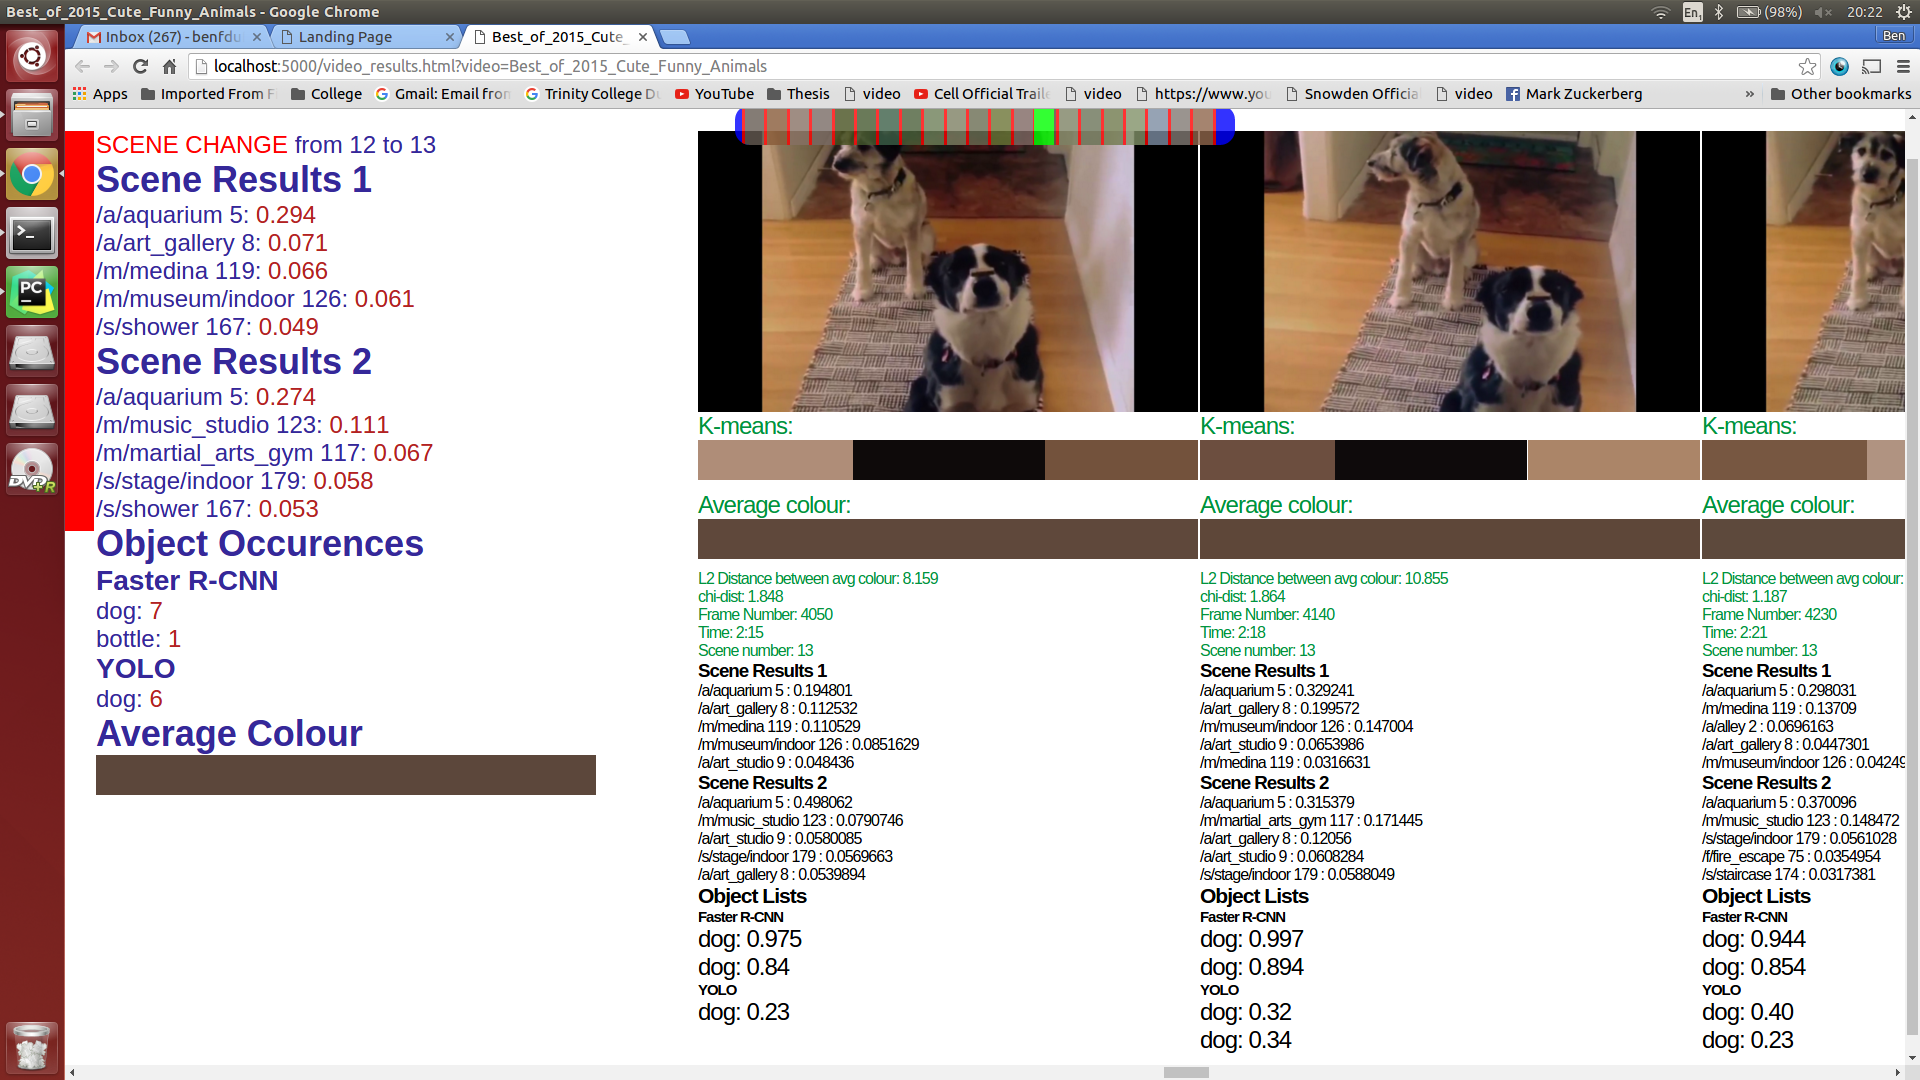 Best_of_2015_Cute_Funny_Animals - Google Chrome
En1
(98%)
20:22
Inbox (267) - benfdu
Landing Page
Best_of_2015_Cute_
Ben
localhost:5000/video_results.html?video=Best_of_2015_Cute_Funny_Animals
Apps
Imported From F
College
Gmail: Email from
Trinity College Du
YouTube
Thesis
video
Cell Official Traile
video
https://www.you
Snowden Official
video
Mark Zuckerberg
»
Other bookmarks
PC
DVD+R
SCENE CHANGE from 12 to 13
Scene Results 1
/a/aquarium 5: 0.294
/a/art_gallery 8: 0.071
/m/medina 119: 0.066
/m/museum/indoor 126: 0.061
/s/shower 167: 0.049
Scene Results 2
/a/aquarium 5: 0.274
/m/music_studio 123: 0.111
/m/martial_arts_gym 117: 0.067
/s/stage/indoor 179: 0.058
/s/shower 167: 0.053
Object Occurences
Faster R-CNN
dog: 7
bottle: 1
YOLO
dog: 6
Average Colour
K-means:
Average colour:
L2 Distance between avg colour: 8.159
chi-dist: 1.848
Frame Number: 4050
Time: 2:15
Scene number: 13
Scene Results 1
/a/aquarium 5 : 0.194801
/a/art_gallery 8 : 0.112532
/m/medina 119 : 0.110529
/m/museum/indoor 126 : 0.0851629
/a/art_studio 9 : 0.048436
Scene Results 2
/a/aquarium 5 : 0.498062
/m/music_studio 123 : 0.0790746
/a/art_studio 9 : 0.0580085
/s/stage/indoor 179 : 0.0569663
/a/art_gallery 8 : 0.0539894
Object Lists
Faster R-CNN
dog: 0.975
dog: 0.84
YOLO
dog: 0.23
K-means:
Average colour:
L2 Distance between avg colour: 10.855
chi-dist: 1.864
Frame Number: 4140
Time: 2:18
Scene number: 13
Scene Results 1
/a/aquarium 5 : 0.329241
/a/art_gallery 8 : 0.199572
/m/museum/indoor 126 : 0.147004
/a/art_studio 9 : 0.0653986
/m/medina 119 : 0.0316631
Scene Results 2
/a/aquarium 5 : 0.315379
/m/martial_arts_gym 117 : 0.171445
/a/art_gallery 8 : 0.12056
/a/art_studio 9 : 0.0608284
/s/stage/indoor 179 : 0.0588049
Object Lists
Faster R-CNN
dog: 0.997
dog: 0.894
YOLO
dog: 0.32
dog: 0.34
K-means:
Average colour:
L2 Distance between avg colour:
chi-dist: 1.187
Frame Number: 4230
Time: 2:21
Scene number: 13
Scene Results 1
/a/aquarium 5 : 0.298031
/m/medina 119 : 0.13709
/a/alley 2 : 0.0696163
/a/art_gallery 8 : 0.0447301
/m/museum/indoor 126 : 0.04249
Scene Results 2
/a/aquarium 5 : 0.370096
/m/music_studio 123 : 0.148472
/s/stage/indoor 179 : 0.0561028
/f/fire_escape 75 : 0.0354954
/s/staircase 174 : 0.0317381
Object Lists
Faster R-CNN
dog: 0.944
dog: 0.854
YOLO
dog: 0.40
dog: 0.23